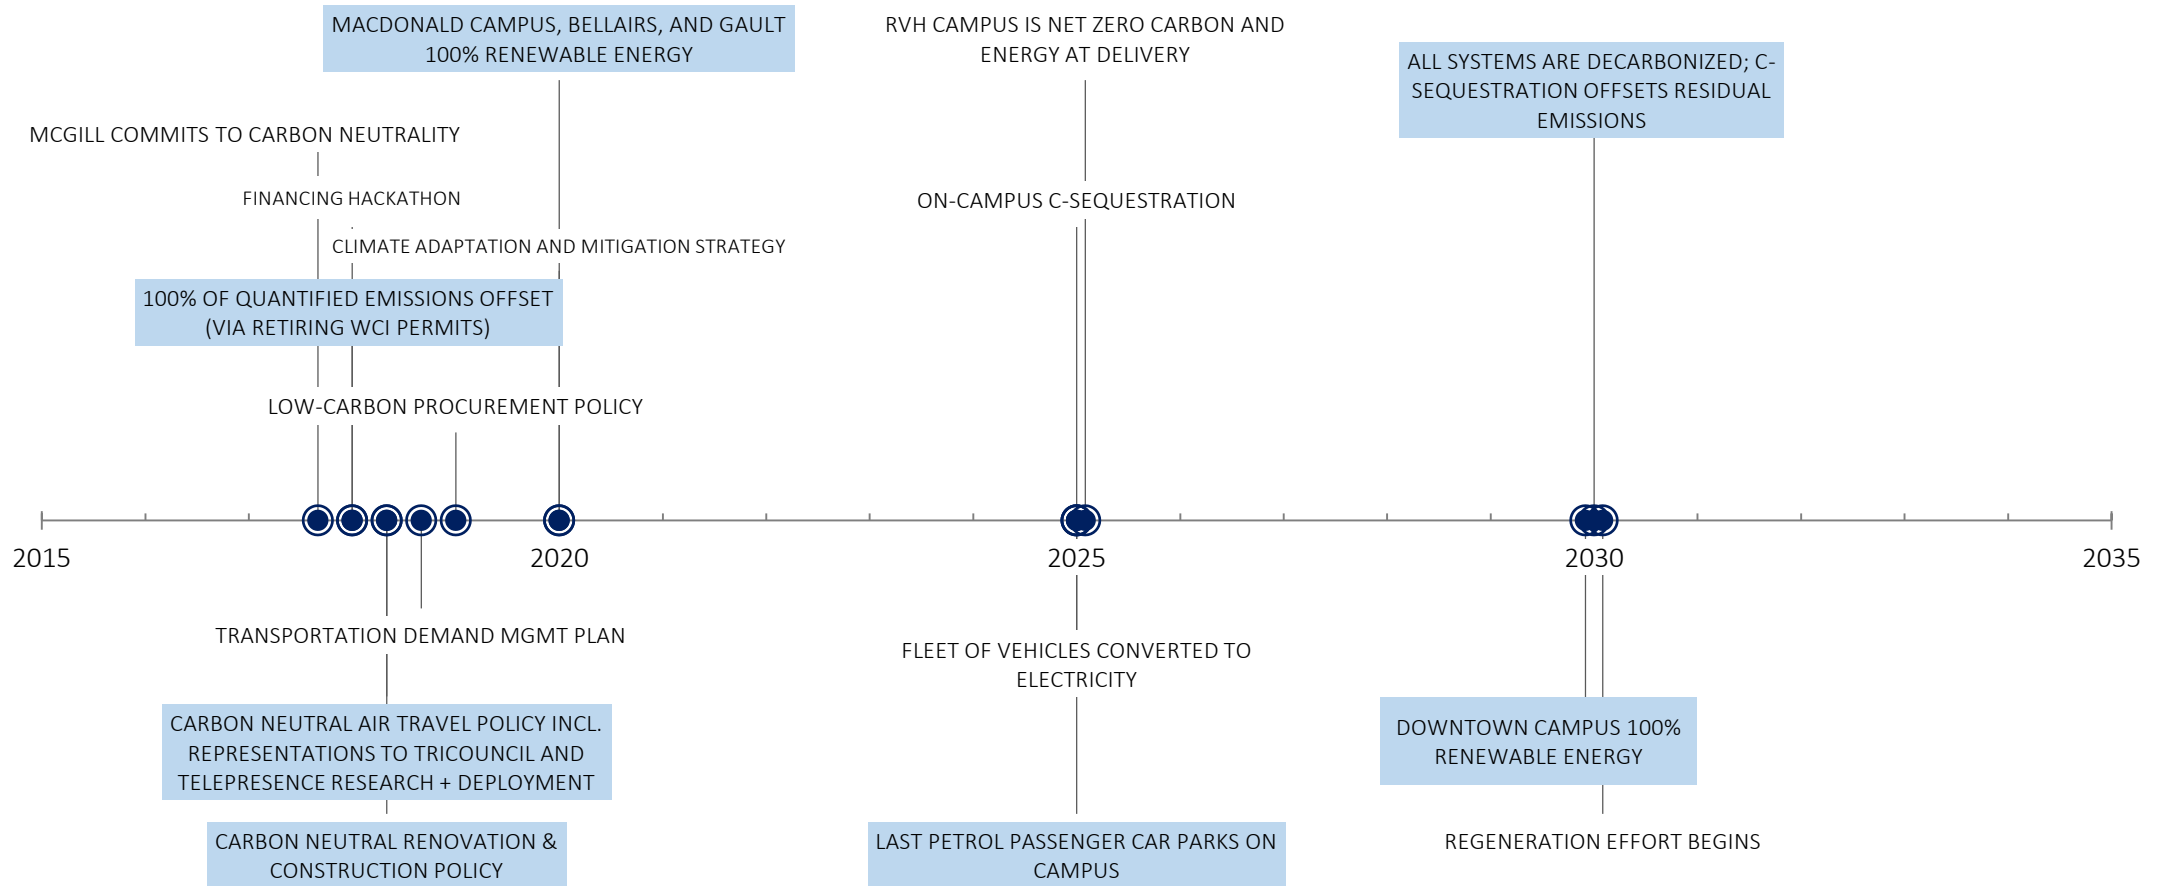 MACDONALD CAMPUS, BELLAIRS, AND GAULT
100% RENEWABLE ENERGY
RVH CAMPUS IS NET ZERO CARBON AND
ENERGY AT DELIVERY
ALL SYSTEMS ARE DECARBONIZED; C-
SEQUESTRATION OFFSETS RESIDUAL
EMISSIONS
MCGILL COMMITS TO CARBON NEUTRALITY
FINANCING HACKATHON
ON-CAMPUS C-SEQUESTRATION
CLIMATE ADAPTATION AND MITIGATION STRATEGY
100% OF QUANTIFIED EMISSIONS OFFSET
(VIA RETIRING WCI PERMITS)
LOW-CARBON PROCUREMENT POLICY
2015
2020
2025
2030
2035
TRANSPORTATION DEMAND MGMT PLAN
FLEET OF VEHICLES CONVERTED TO
ELECTRICITY
CARBON NEUTRAL AIR TRAVEL POLICY INCL.
REPRESENTATIONS TO TRICOUNCIL AND
TELEPRESENCE RESEARCH + DEPLOYMENT
DOWNTOWN CAMPUS 100%
RENEWABLE ENERGY
CARBON NEUTRAL RENOVATION &
CONSTRUCTION POLICY
LAST PETROL PASSENGER CAR PARKS ON
CAMPUS
REGENERATION EFFORT BEGINS